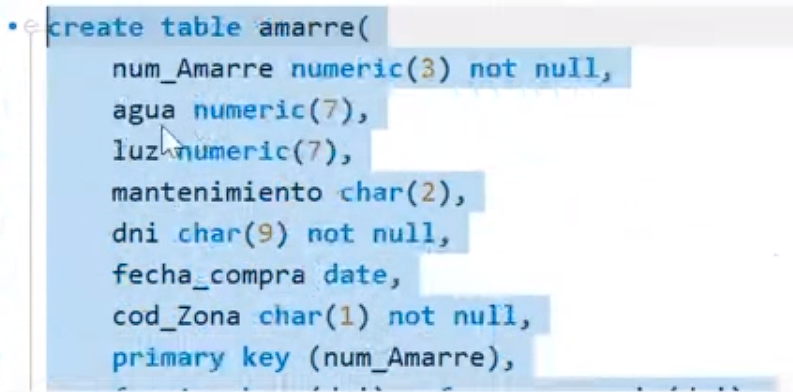 create table amarre(
num_Amarre numeric(3) not null,
agua numeric(7),
luz numeric(7),
mantenimiento char(2),
dni char(9) not null,
fecha_compra date,
cod_Zona char(1) not null,
primary key (num_Amarre),